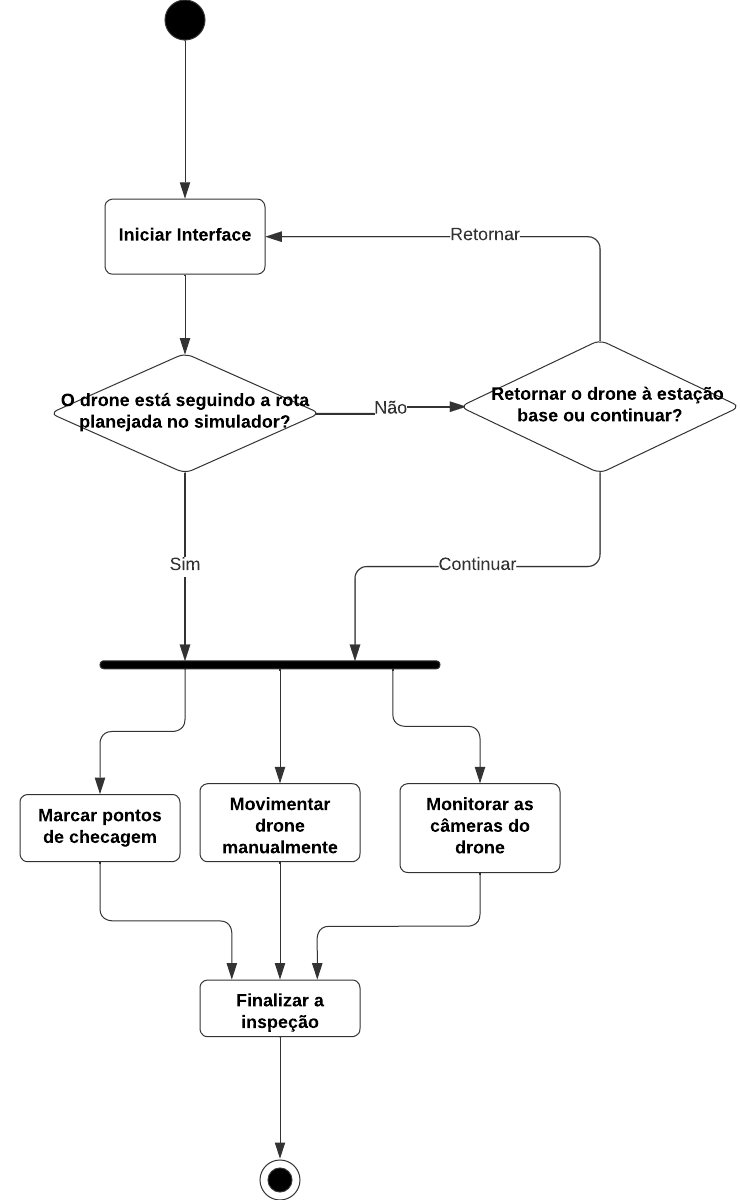 Iniciar Interface
Retornar
O drone está seguindo a rota
planejada no simulador?
Não
Retornar o drone à estação
base ou continuar?
Sim
Continuar
Marcar pontos
de checagem
Movimentar
drone
manualmente
Monitorar as
câmeras do
drone
Finalizar a
inspeção